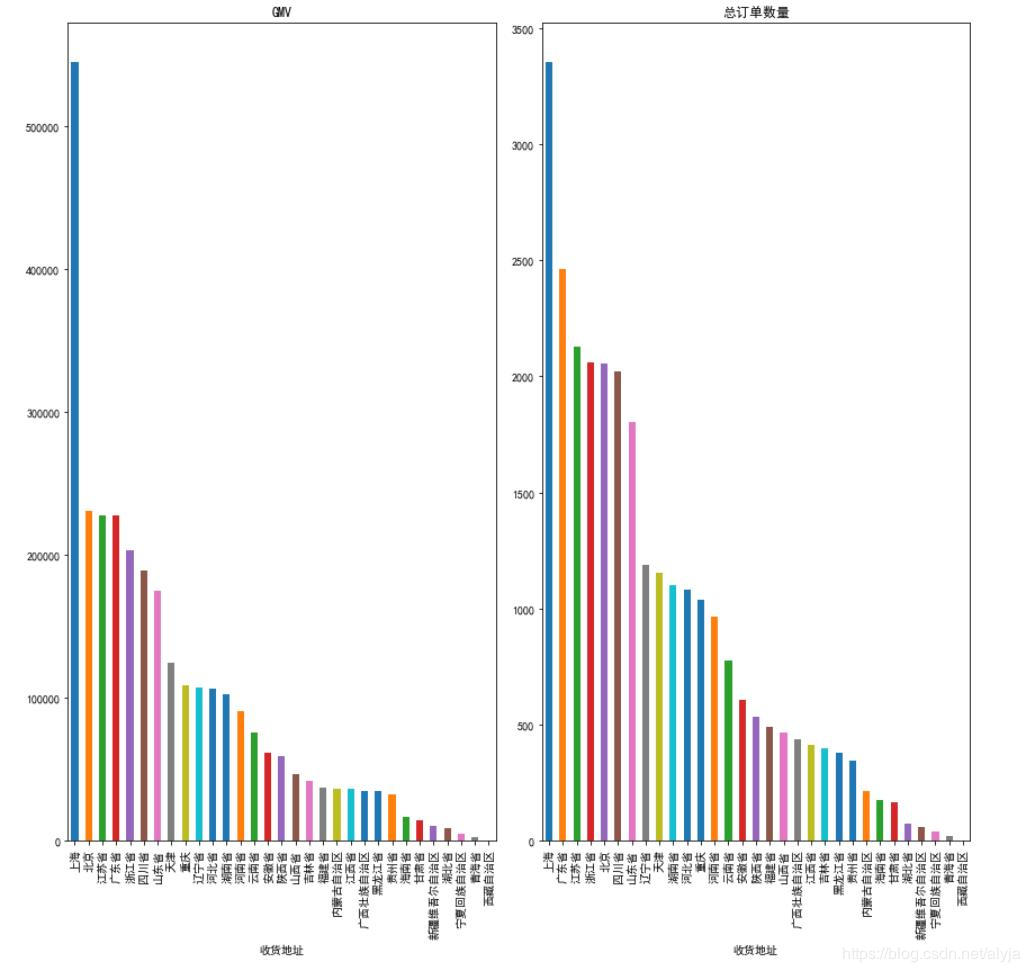 GMV
500000
400000
300000
200000
100000
0
上海
北京
江苏省
广东省
浙江省
四川省
山东省
天津
重庆
辽宁省
河北省
湖南省
河南省
云南省
安徽省
陕西省
山西省
吉林省
福建省
内蒙古自治区
江西省
广西壮族自治区
黑龙江省
贵州省
海南省
甘肃省
新疆维吾尔自治区
湖北省
宁夏回族自治区
青海省
西藏自治区
收货地址
总订单数量
3500
3000
2500
2000
1500
1000
500
0
上海
广东省
江苏省
浙江省
北京
四川省
山东省
辽宁省
天津
湖南省
河北省
重庆
河南省
云南省
安徽省
陕西省
福建省
山西省
广西壮族自治区
江西省
吉林省
黑龙江省
贵州省
内蒙古自治区
海南省
甘肃省
湖北省
新疆维吾尔自治区
宁夏回族自治区
青海省
西藏自治区
收货地址
https://blog.csdn.net/alyja